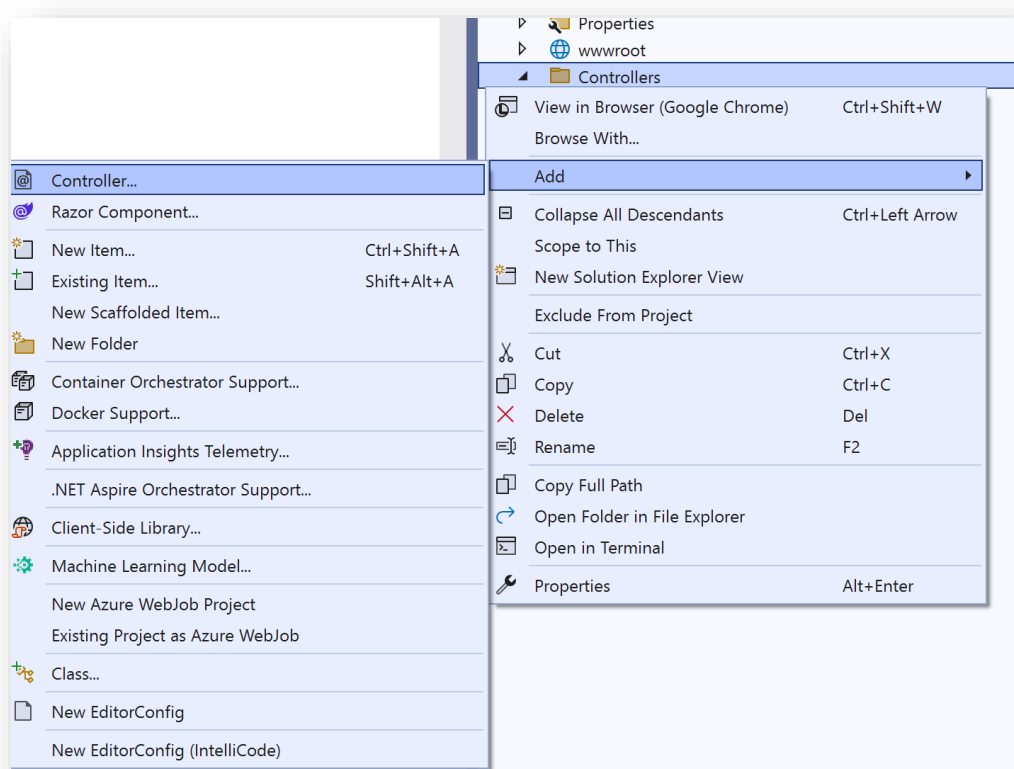 Properties
wwwroot
Controllers
View in Browser (Google Chrome) Ctrl+Shift+W
Browse With...
Add
Collapse All Descendants Ctrl+Left Arrow
Scope to This
New Solution Explorer View
Exclude From Project
Cut Ctrl+X
Copy Ctrl+C
Delete Del
Rename F2
Copy Full Path
Open Folder in File Explorer
Open in Terminal
Properties Alt+Enter
Controller...
Razor Component...
New Item... Ctrl+Shift+A
Existing Item... Shift+Alt+A
New Scaffolded Item...
New Folder
Container Orchestrator Support...
Docker Support...
Application Insights Telemetry...
.NET Aspire Orchestrator Support...
Client-Side Library...
Machine Learning Model...
New Azure WebJob Project
Existing Project as Azure WebJob
Class...
New EditorConfig
New EditorConfig (IntelliCode)